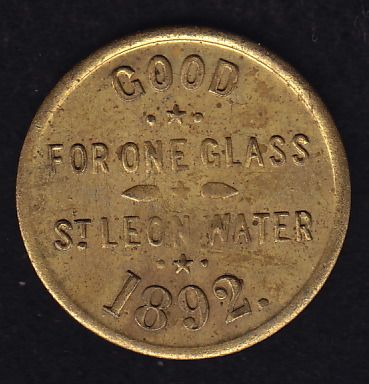 GOOD
FOR ONE GLASS
ST LEON WATER
1892.